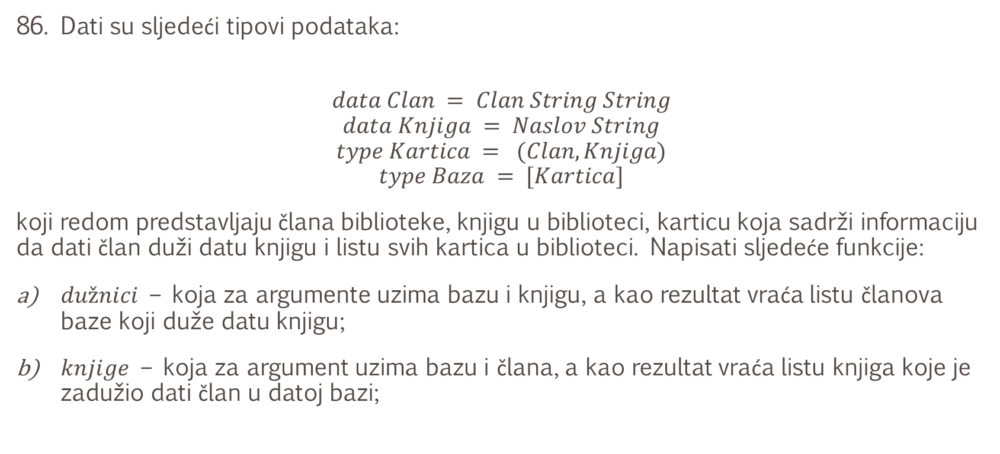 86. Dati su sljedeći tipovi podataka:
data Clan = Clan String String
data Knjiga = Naslov String
type Kartica = (Clan, Knjiga)
type Baza = [Kartica]
koji redom predstavljaju člana biblioteke, knjigu u biblioteci, karticu koja sadrži informaciju
da dati član duži datu knjigu i listu svih kartica u biblioteci. Napisati sljedeće funkcije:
a) dužnici – koja za argumente uzima bazu i knjigu, a kao rezultat vraća listu članova
baze koji duže datu knjigu;
b) knjige – koja za argument uzima bazu i člana, a kao rezultat vraća listu knjiga koje je
zadužio dati član u datoj bazi;